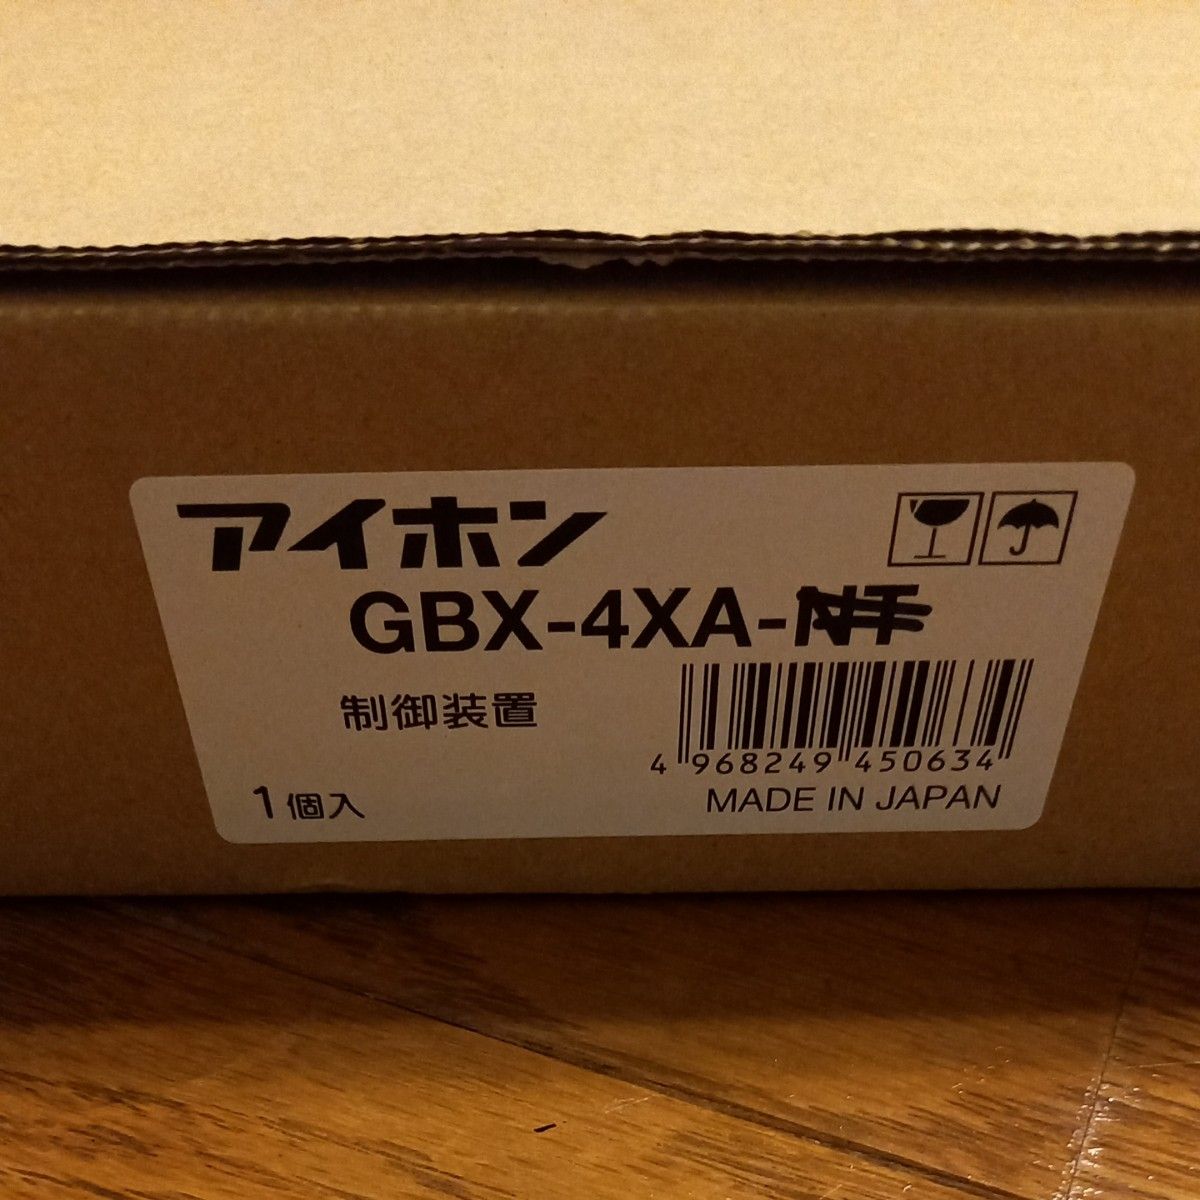 アイホン
GBX-4XA-
制御装置
4 968249 450634
1個入
MADE IN JAPAN